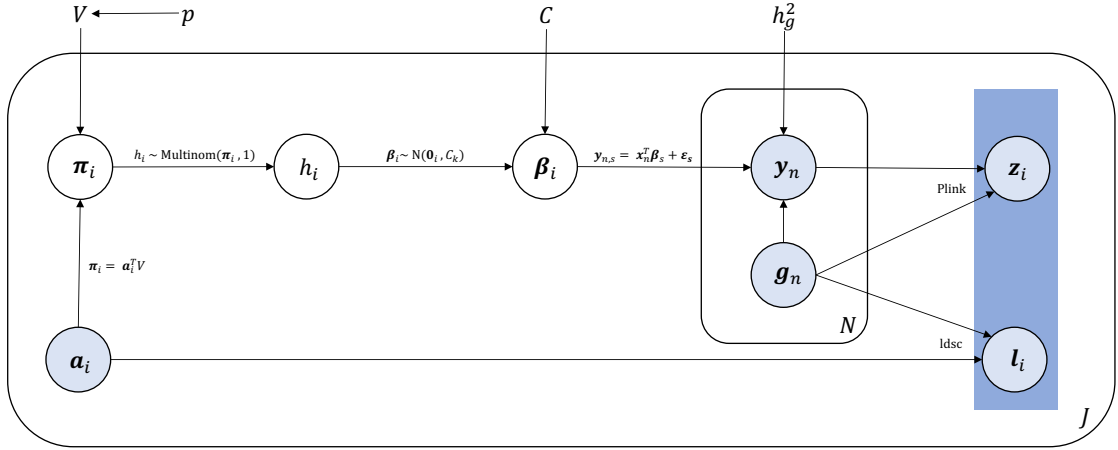 V p C h_g^2
π_i h_i ~ Multinom(π_i , 1) h_i β_i ~ N(0_i , C_k) β_i y_{n,s} = x_n^T β_s + ε_s y_n z_i
Plink
π_i = a_i^T V g_n
N ldsc
a_i l_i
J